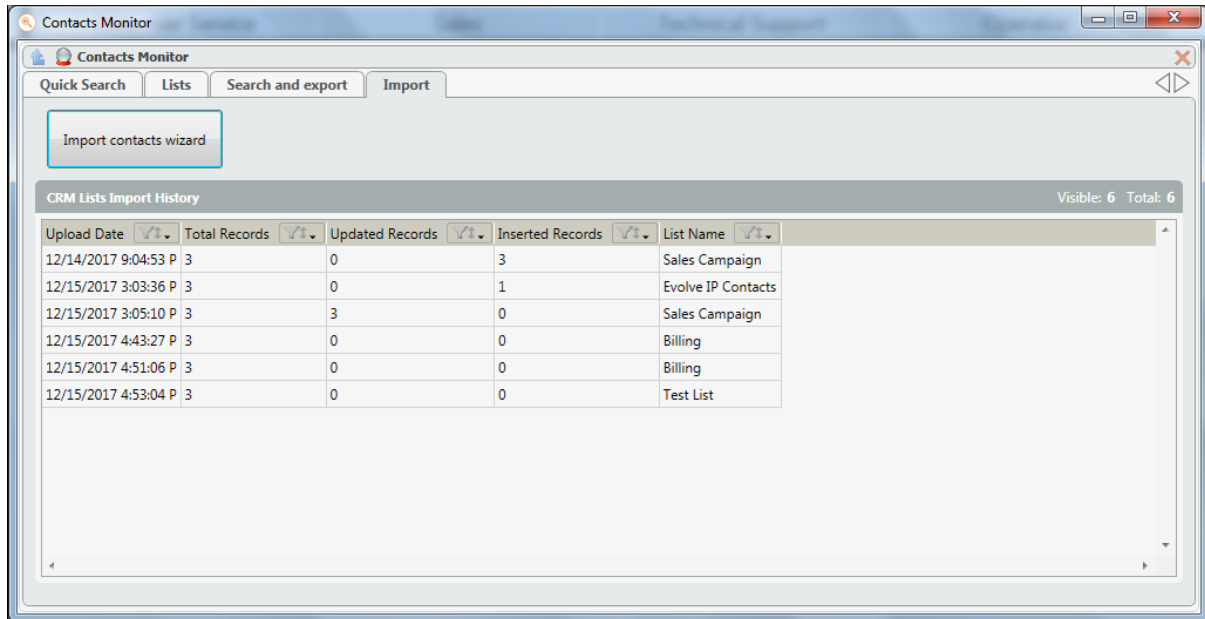 Contacts Monitor
Contacts Monitor
Quick Search Lists Search and export Import
Import contacts wizard
CRM Lists Import History Visible: 6 Total: 6
Upload Date Total Records Updated Records Inserted Records List Name
12/14/2017 9:04:53 P 3 0 3 Sales Campaign
12/15/2017 3:03:36 P 3 0 1 Evolve IP Contacts
12/15/2017 3:05:10 P 3 3 0 Sales Campaign
12/15/2017 4:43:27 P 3 0 0 Billing
12/15/2017 4:51:06 P 3 0 0 Billing
12/15/2017 4:53:04 P 3 0 0 Test List